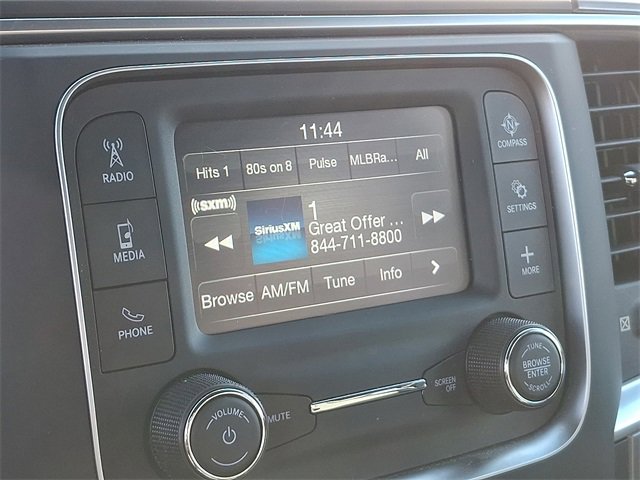 11:44
Hits 1 80s on 8 Pulse MLBRa... All
((sxm))
SiriusXM
1
Great Offer ...
844-711-8800
Browse AM/FM Tune Info >
RADIO
MEDIA
PHONE
N
COMPASS
SETTINGS
+
MORE
VOLUME
MUTE
SCREEN
OFF
TUNE
BROWSE
ENTER
SCROLL